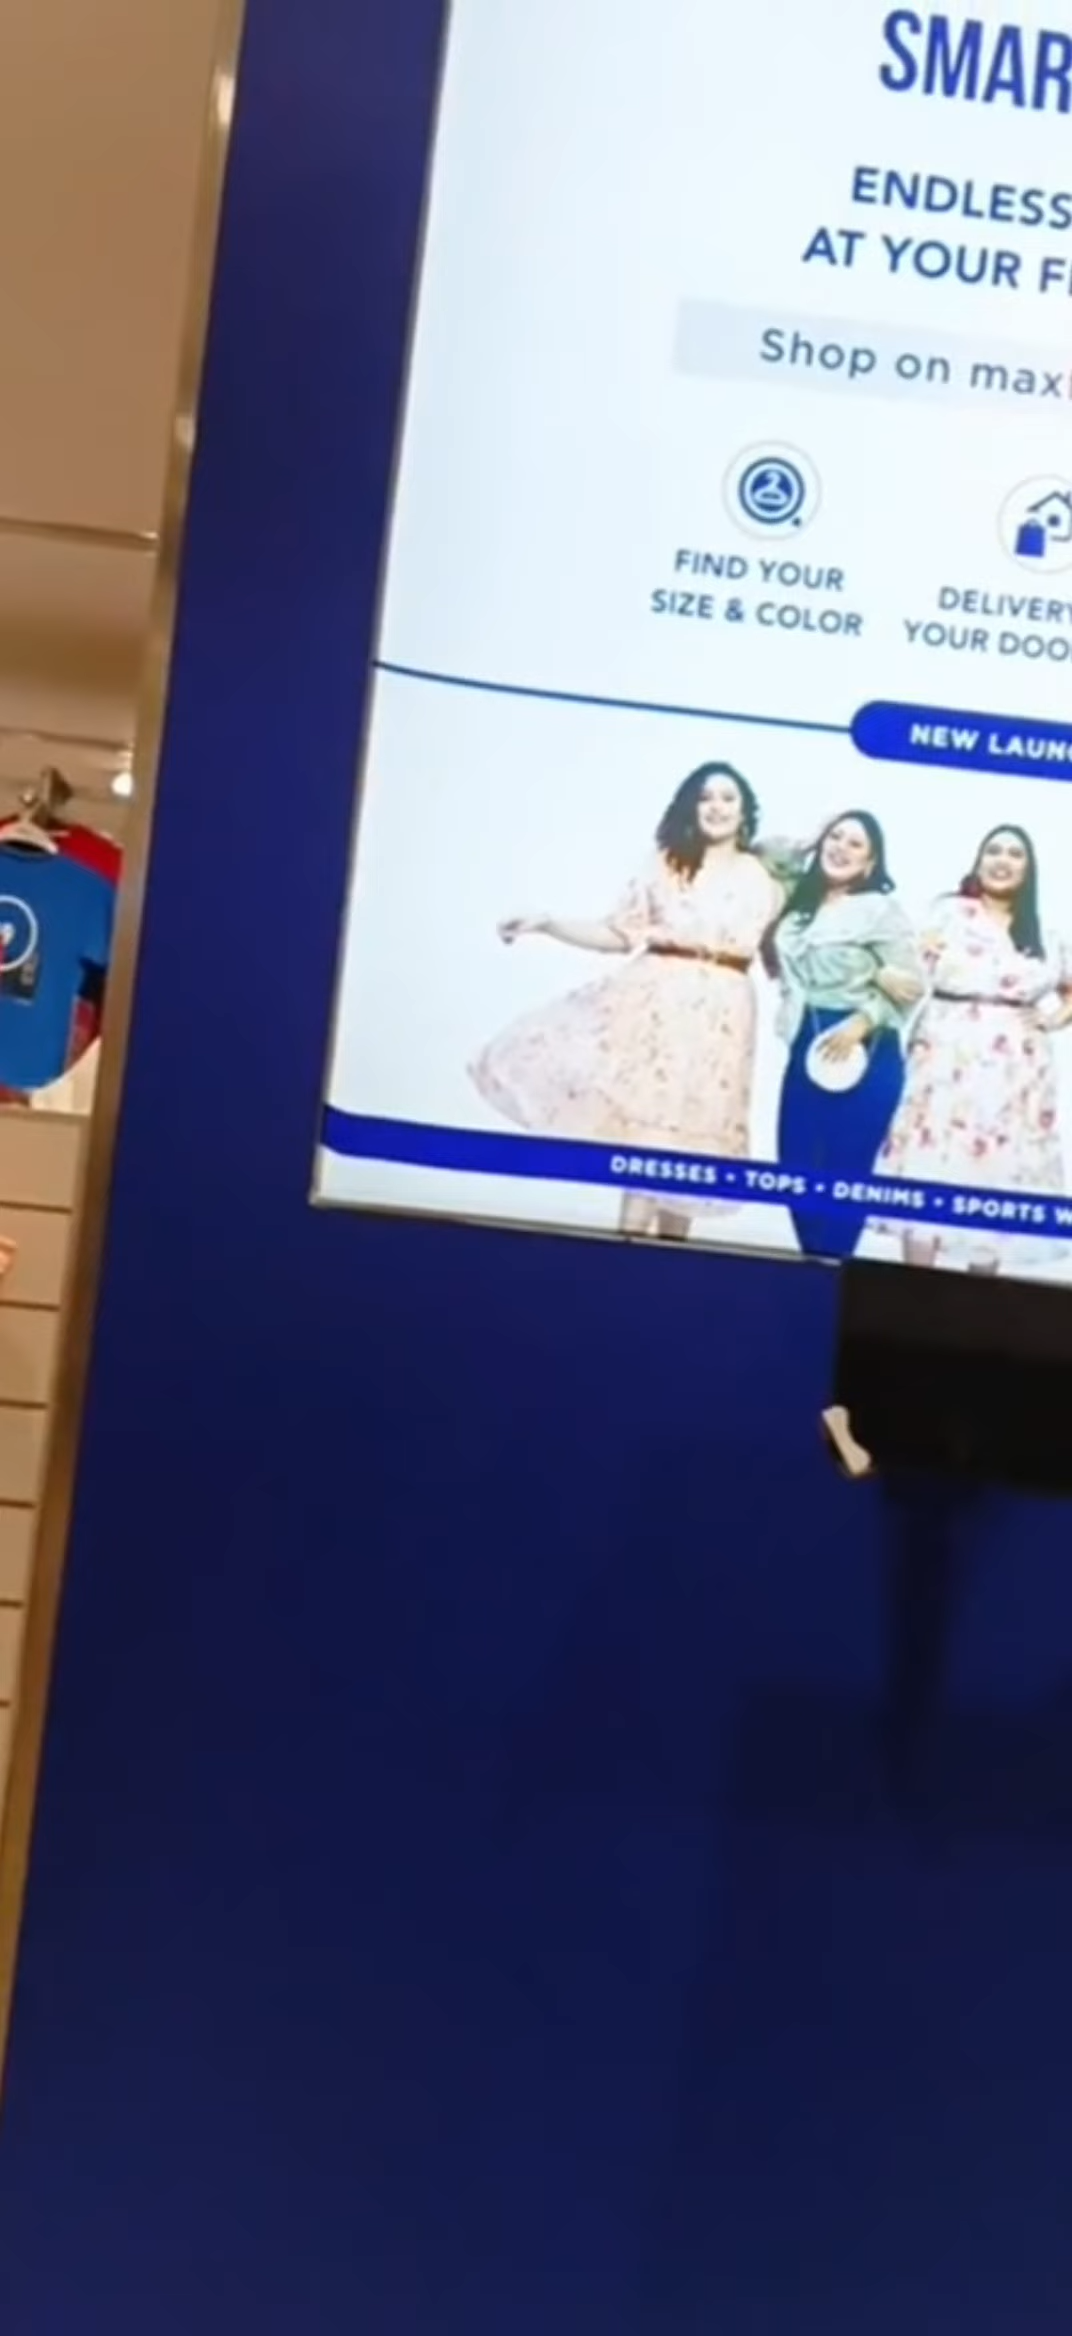 SMAR
ENDLESS
AT YOUR F
Shop on max
FIND YOUR
SIZE & COLOR
DELIVERY
YOUR DOO
NEW LAUN
DRESSES • TOPS • DENIMS • SPORTS W